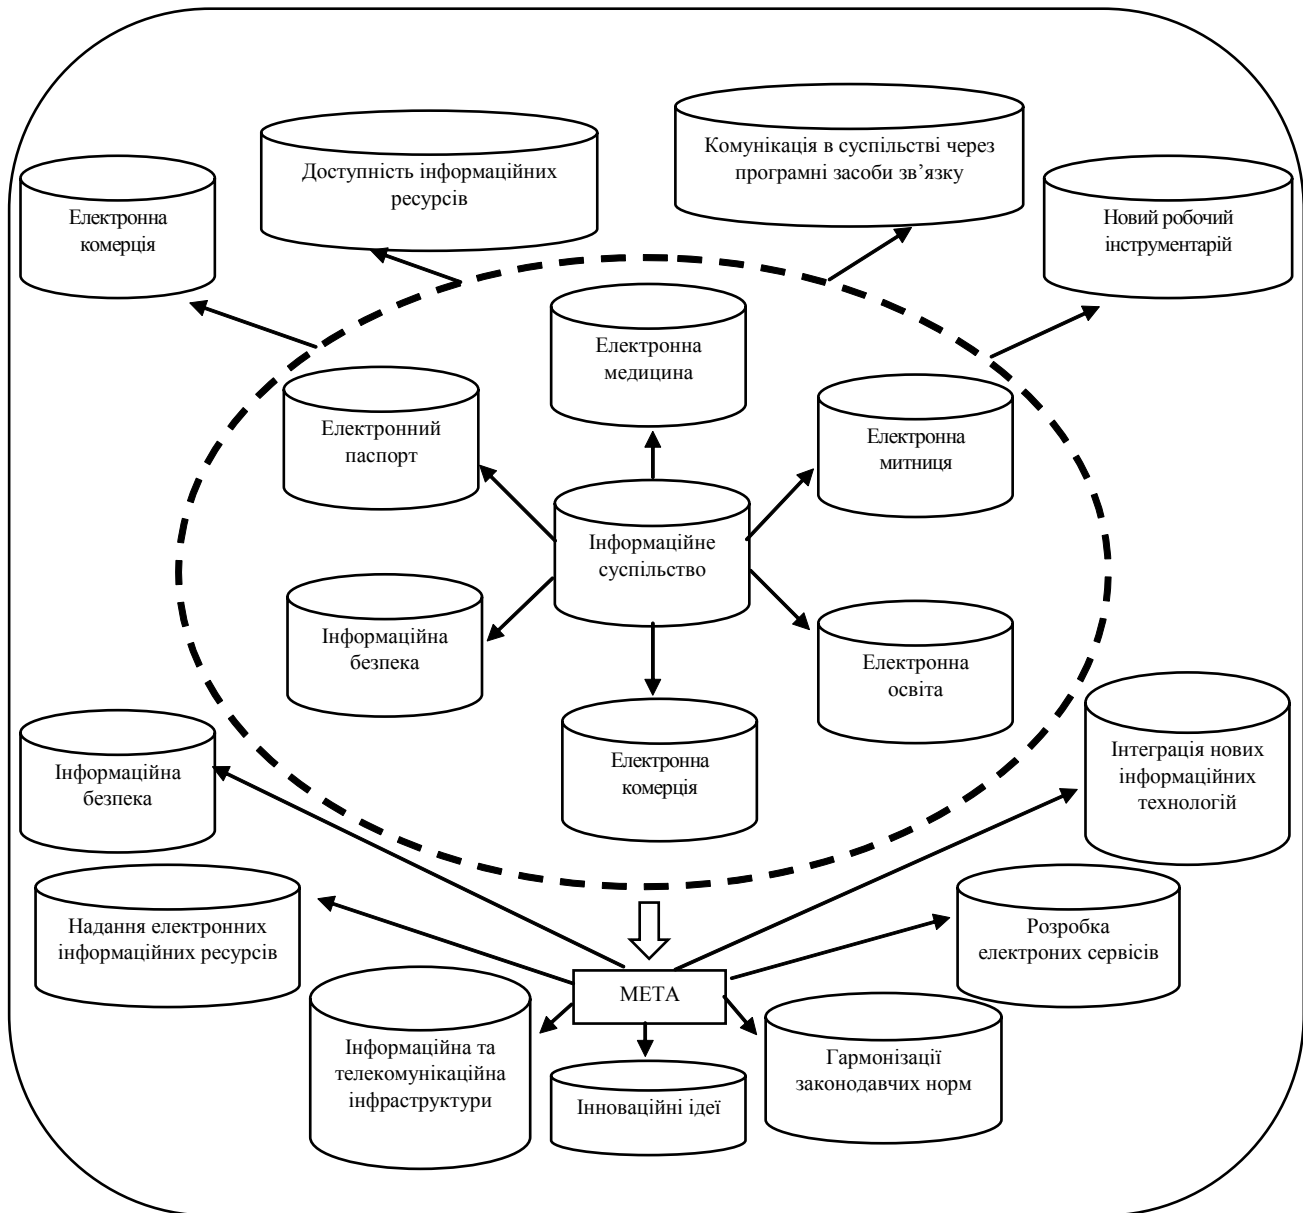 Комунікація в суспільстві через
програмні засоби зв’язку
Доступність інформаційних
ресурсів
Електронна
комерція
Новий робочий
інструментарій
Електронна
медицина
Електронний
паспорт
Електронна
митниця
Інформаційне
суспільство
Інформаційна
безпека
Електронна
освіта
Електронна
комерція
Інформаційна
безпека
Інтеграція нових
інформаційних
технологій
Надання електронних
інформаційних ресурсів
Розробка
електроних сервісів
МЕТА
Інформаційна та
телекомунікаційна
інфраструктури
Інноваційні ідеї
Гармонізації
законодавчих норм